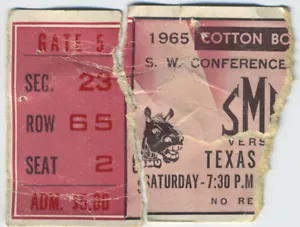 GATE 5
SEC. 23
ROW 65
SEAT 2
ADM. $5.00
1965 COTTON BO
S. W. CONFERENCE
SM
VERS
TEXAS
SATURDAY-7:30 P.M
NO RE